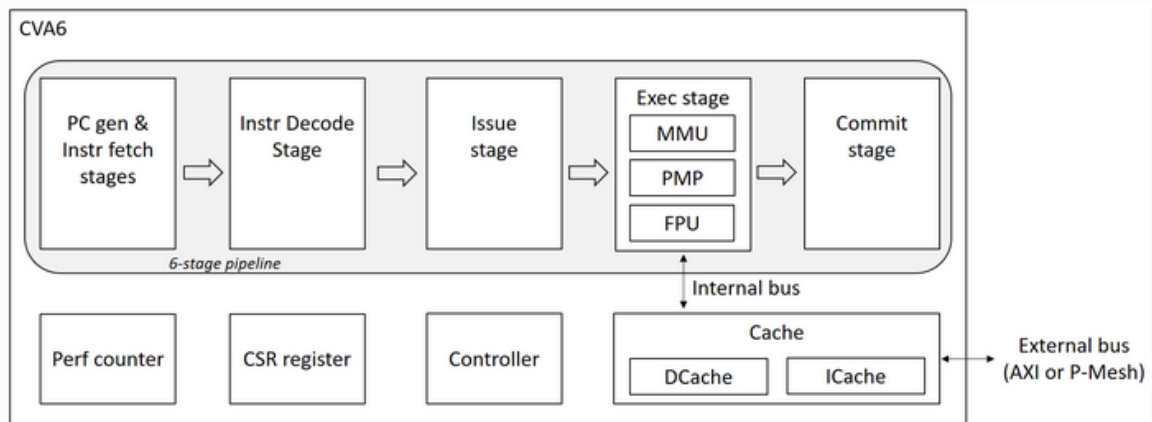 CVA6
PC gen &
Instr fetch
stages
Instr Decode
Stage
Issue
stage
Exec stage
MMU
PMP
FPU
Commit
stage
6-stage pipeline
Internal bus
Perf counter
CSR register
Controller
Cache
DCache
ICache
External bus
(AXI or P-Mesh)